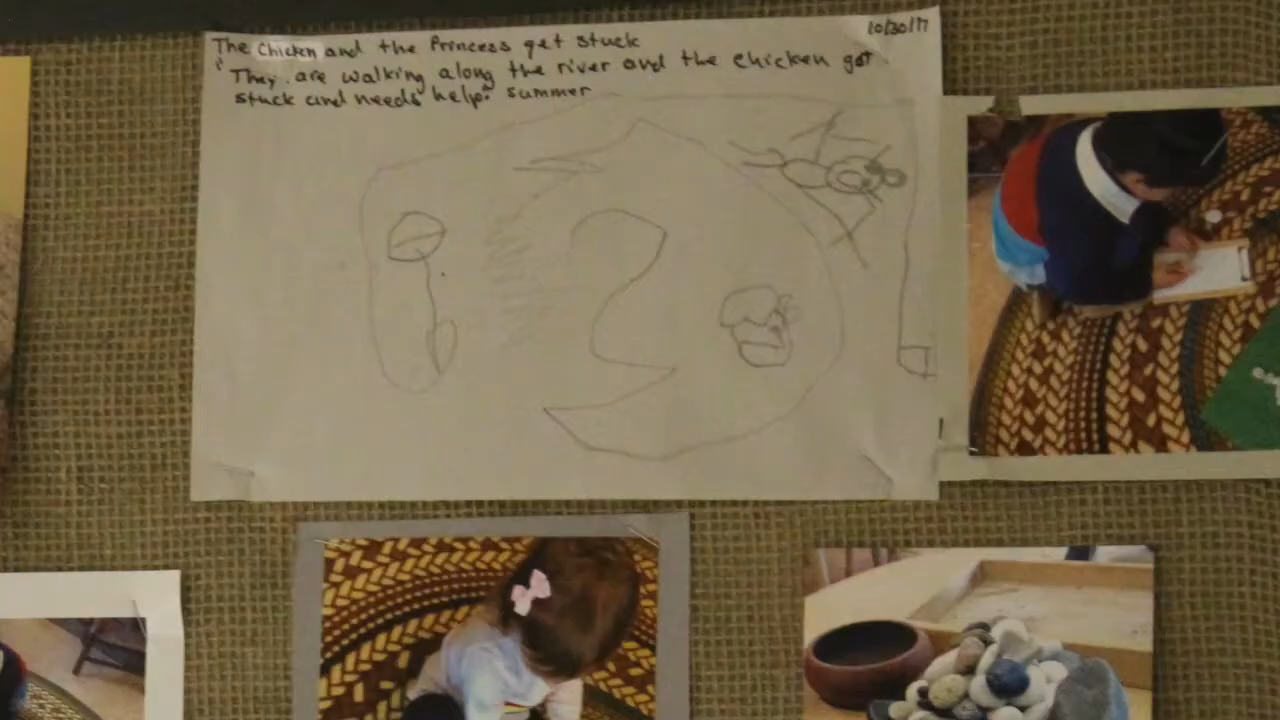 The Chicken and the Princess get stuck 10/30/17
"They are walking along the river and the chicken got
stuck and needs help." summer